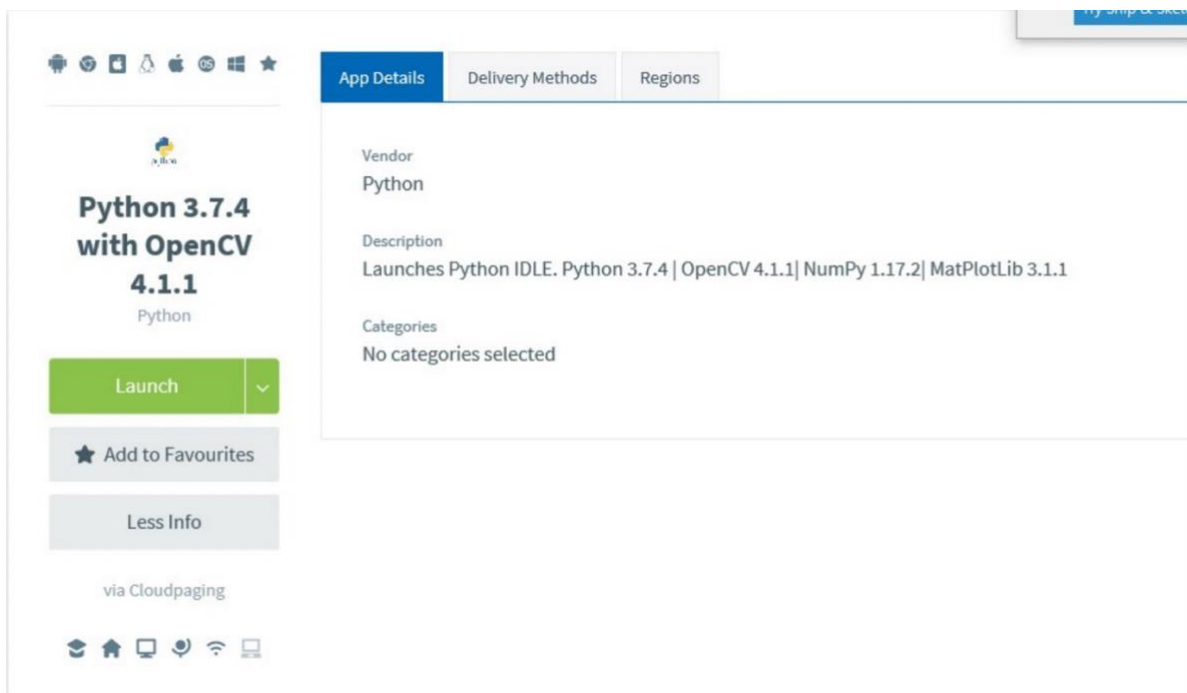 App Details
Delivery Methods
Regions
python
Python 3.7.4
with OpenCV
4.1.1
Python
Launch
Add to Favourites
Less Info
via Cloudpaging
Vendor
Python
Description
Launches Python IDLE. Python 3.7.4 | OpenCV 4.1.1| NumPy 1.17.2| MatPlotLib 3.1.1
Categories
No categories selected